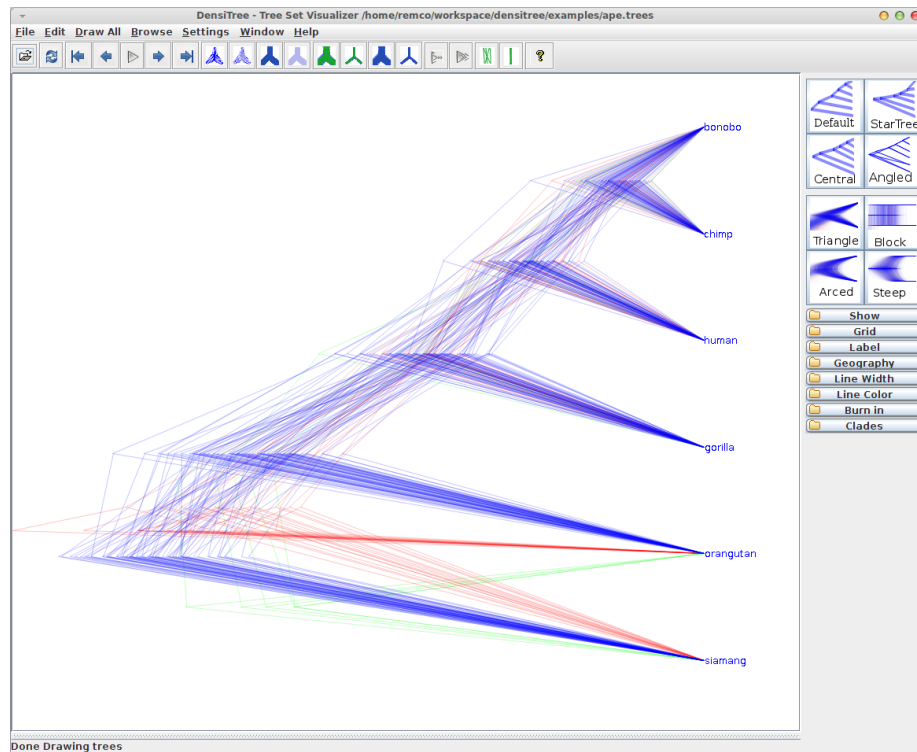 DensiTree - Tree Set Visualizer /home/remco/workspace/densitree/examples/ape.trees
File Edit Draw All Browse Settings Window Help
?
bonobo
chimp
human
gorilla
orangutan
siamang
Default StarTree
Central Angled
Triangle Block
Arced Steep
Show
Grid
Label
Geography
Line Width
Line Color
Burn in
Clades
Done Drawing trees